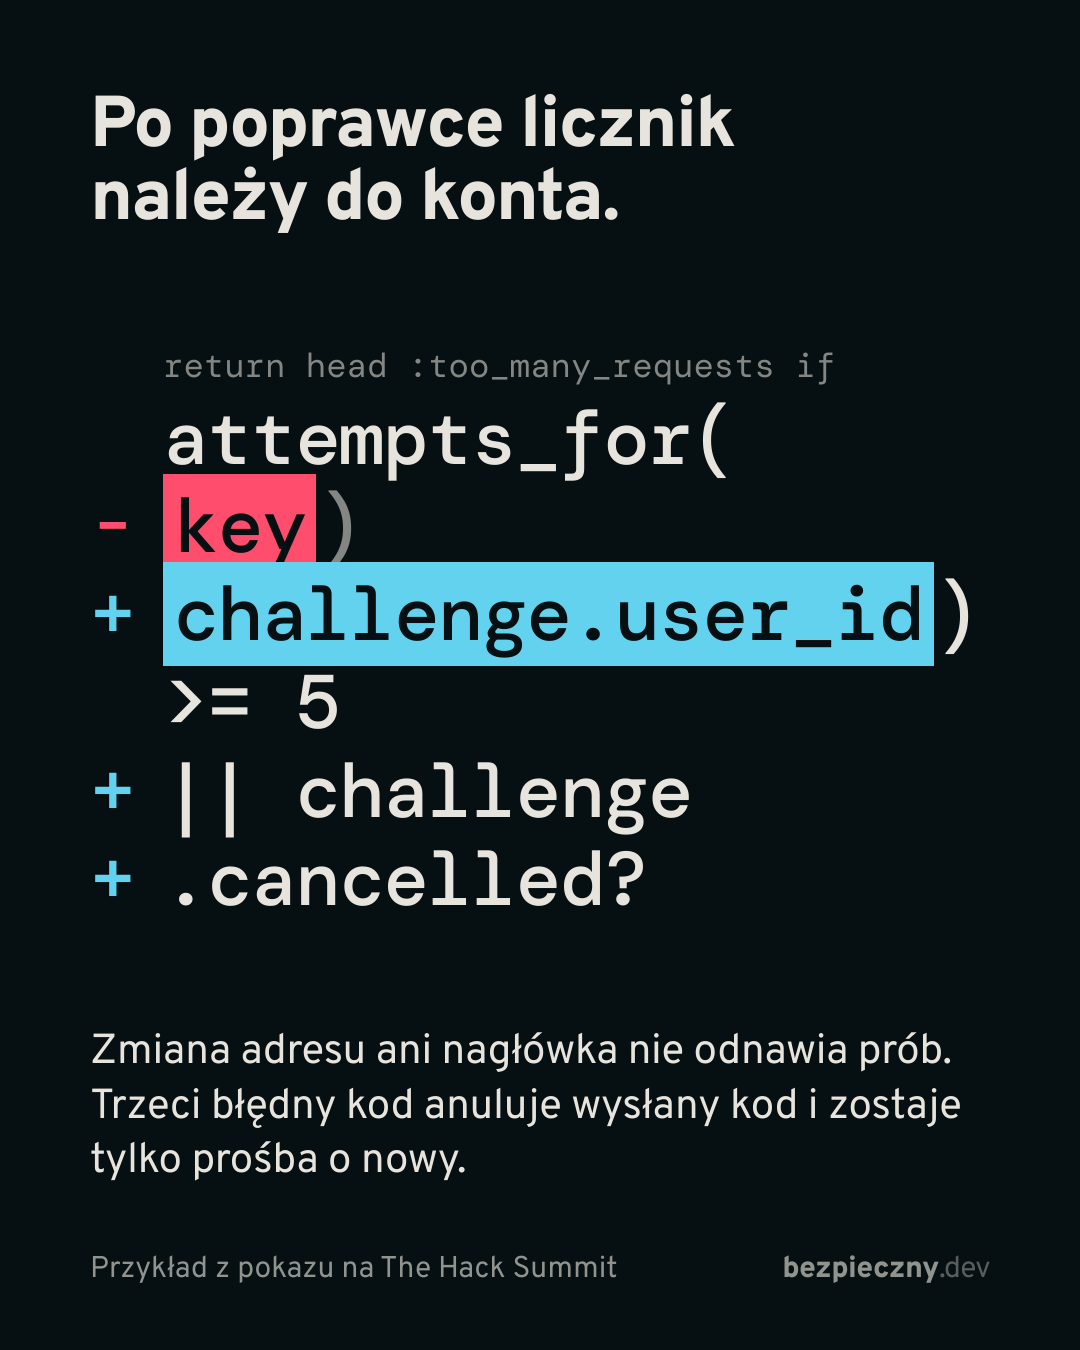 Po poprawce licznik
należy do konta.
return head :too_many_requests if
attempts_for(
- key)
+ challenge.user_id)
>= 5
+ || challenge
+ .cancelled?
Zmiana adresu ani nagłówka nie odnawia prób.
Trzeci błędny kod anuluje wysłany kod i zostaje
tylko prośba o nowy.
Przykład z pokazu na The Hack Summit
bezpieczny.dev